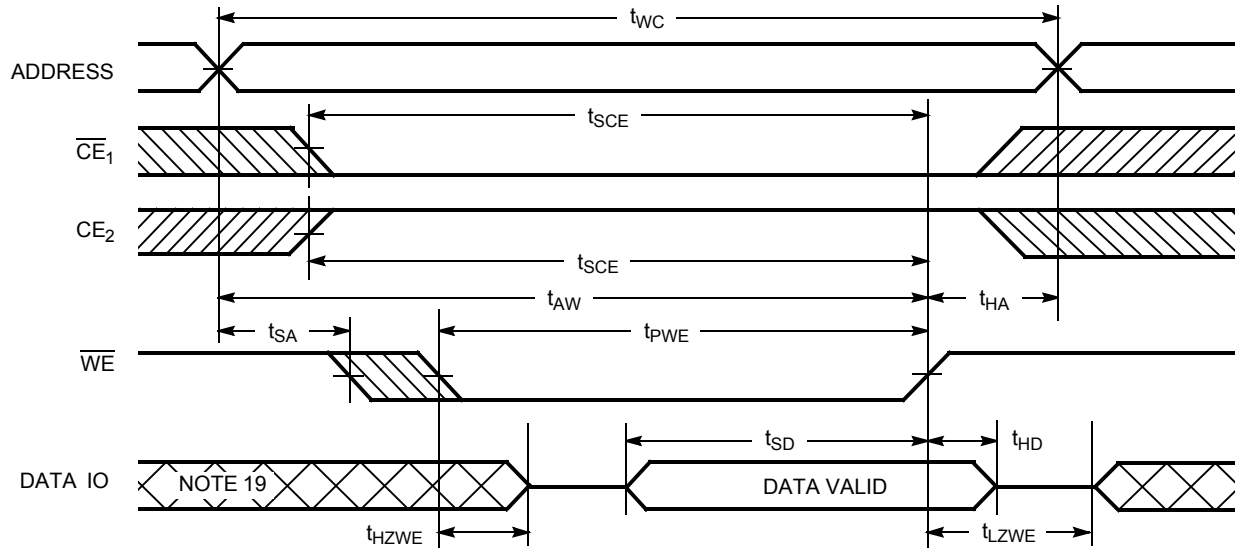 tWC
ADDRESS
tSCE
CE1
CE2
tSCE
tAW
tHA
tSA
tPWE
WE
tSD
tHD
DATA IO
NOTE 19
DATA VALID
tHZWE
tLZWE